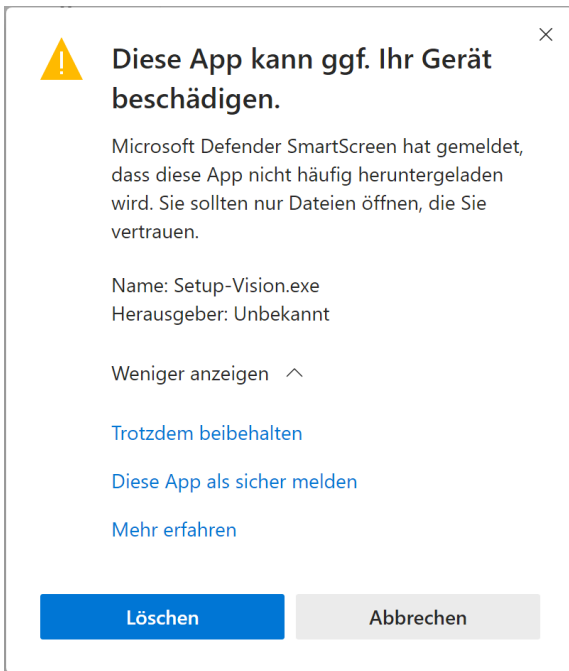 Diese App kann ggf. Ihr Gerät
beschädigen.
Microsoft Defender SmartScreen hat gemeldet,
dass diese App nicht häufig heruntergeladen
wird. Sie sollten nur Dateien öffnen, die Sie
vertrauen.
Name: Setup-Vision.exe
Herausgeber: Unbekannt
Weniger anzeigen
Trotzdem beibehalten
Diese App als sicher melden
Mehr erfahren
Löschen
Abbrechen